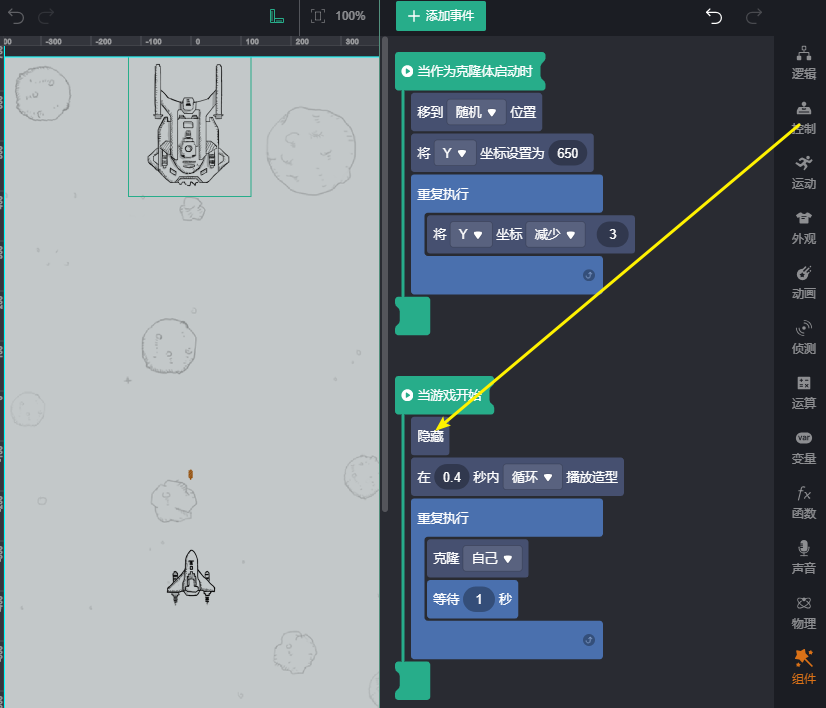 100%
添加事件
-300
-200
-100
0
100
200
300
当作为克隆体启动时
移到 随机 ▼ 位置
将 Y ▼ 坐标设置为 650
重复执行
将 Y ▼ 坐标 减少 ▼ 3
当游戏开始
隐藏
在 0.4 秒内 循环 ▼ 播放造型
重复执行
克隆 自己 ▼
等待 1 秒
逻辑
控制
运动
外观
动画
侦测
运算
var
变量
fx
函数
声音
物理
组件